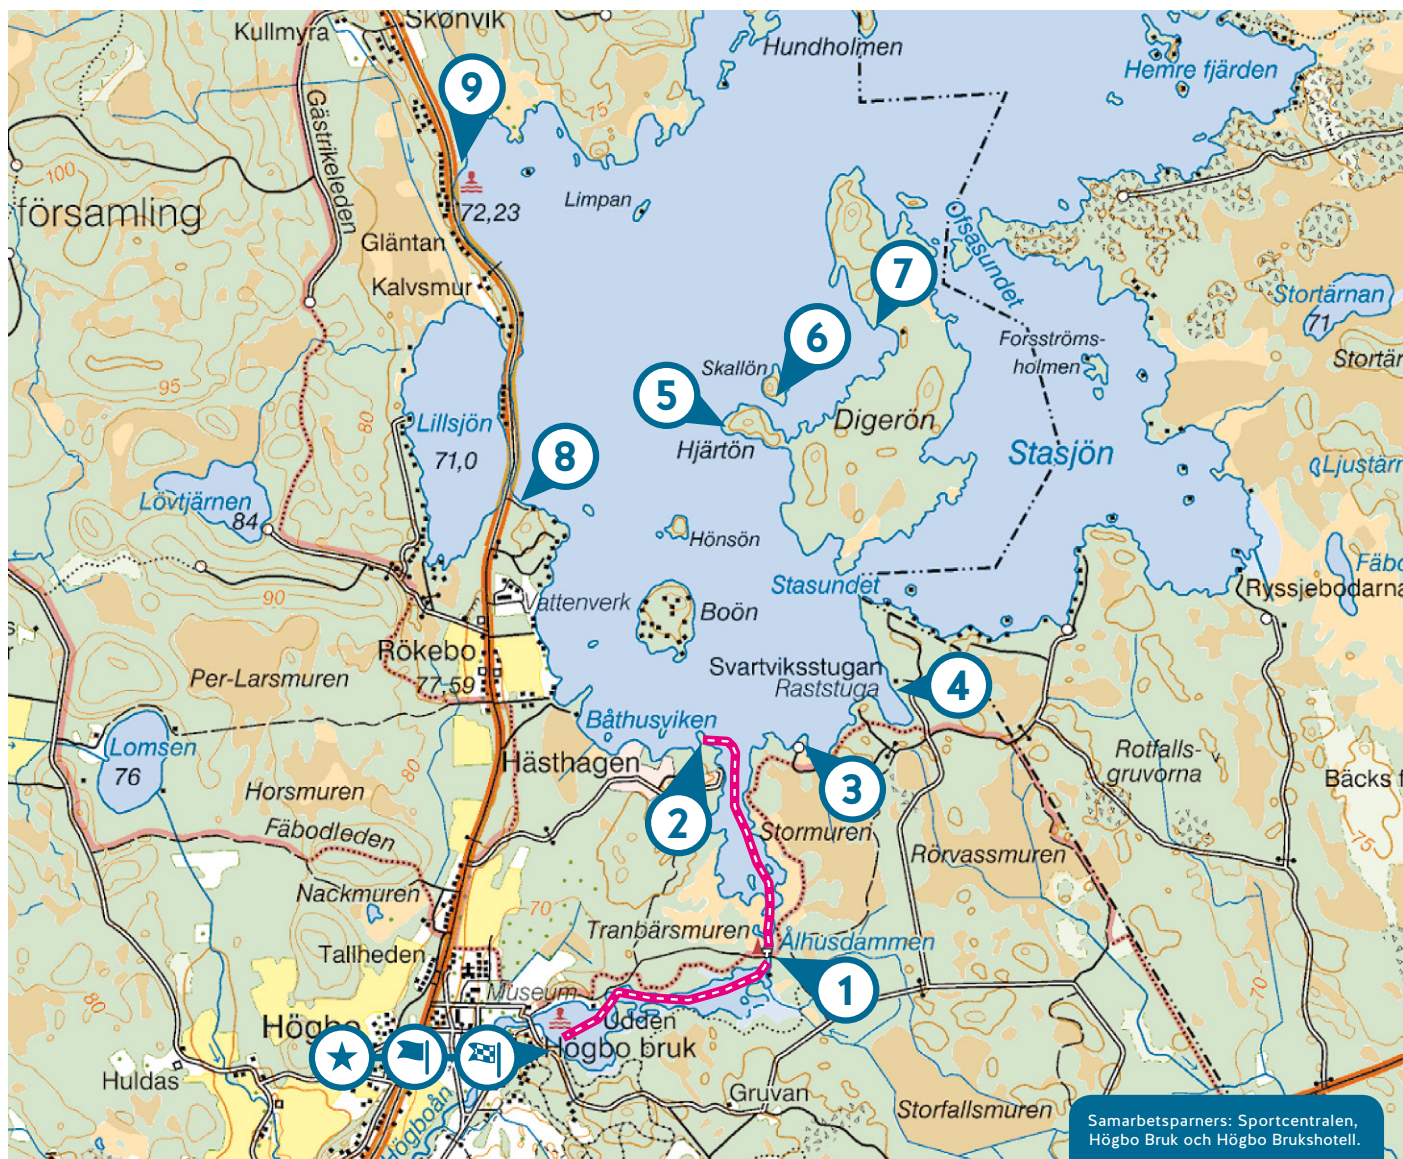 Kullmyra
Skönvik
Hundholmen
Hemre fjärden
9
75
Gästrikeleden
100
Limpan
72,23
församling
Gläntan
Ofsasundet
7
Kalvsmur
Stortärnan
71
6
Forsströms-
holmen
Stortär
Skallön
95
5
80
Lillsjön
71,0
Hjärtön
Digerön
Stasjön
8
Ljustärr
Lövtjärnen
84
Hönsön
Stasundet
90
Vattenverk
Boön
Ryssjebodarna
Rökebo
77,59
Per-Larsmuren
Svartviksstugan
Raststuga
4
Båthusviken
Lomsen
76
80
Hästhagen
Rotfalls-
gruvorna
Bäcks f
Horsmuren
3
2
Fäbodleden
Stormuren
Rörvassmuren
75
Nackmuren
70
Tranbärsmuren
Ålhusdammen
Tallheden
1
80
Museum
70
Högbo
Udden
Högbo bruk
Huldas
Gruvan
Storfallsmuren
Högboån
Samarbetsparners: Sportcentralen,
Högbo Bruk och Högbo Brukshotell.